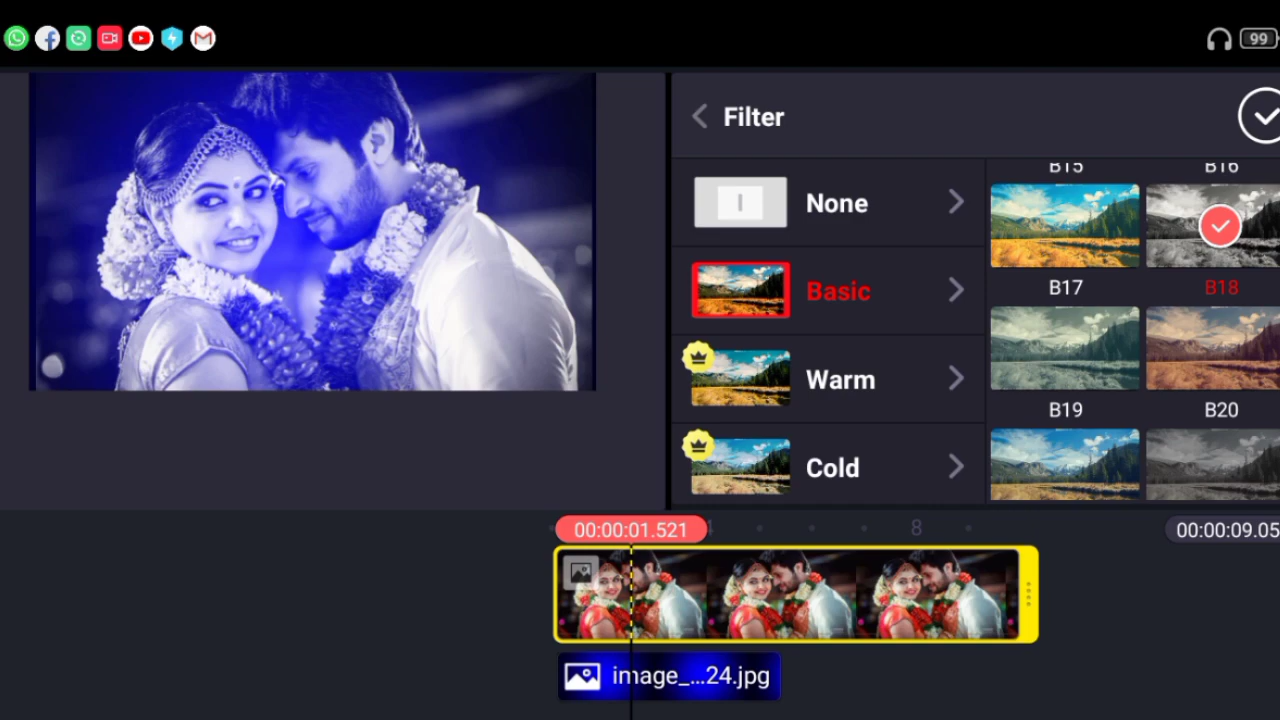 99
Filter
B15
B16
None
B17
B18
Basic
Warm
B19
B20
Cold
00:00:01.521
8
00:00:09.05
image_...24.jpg